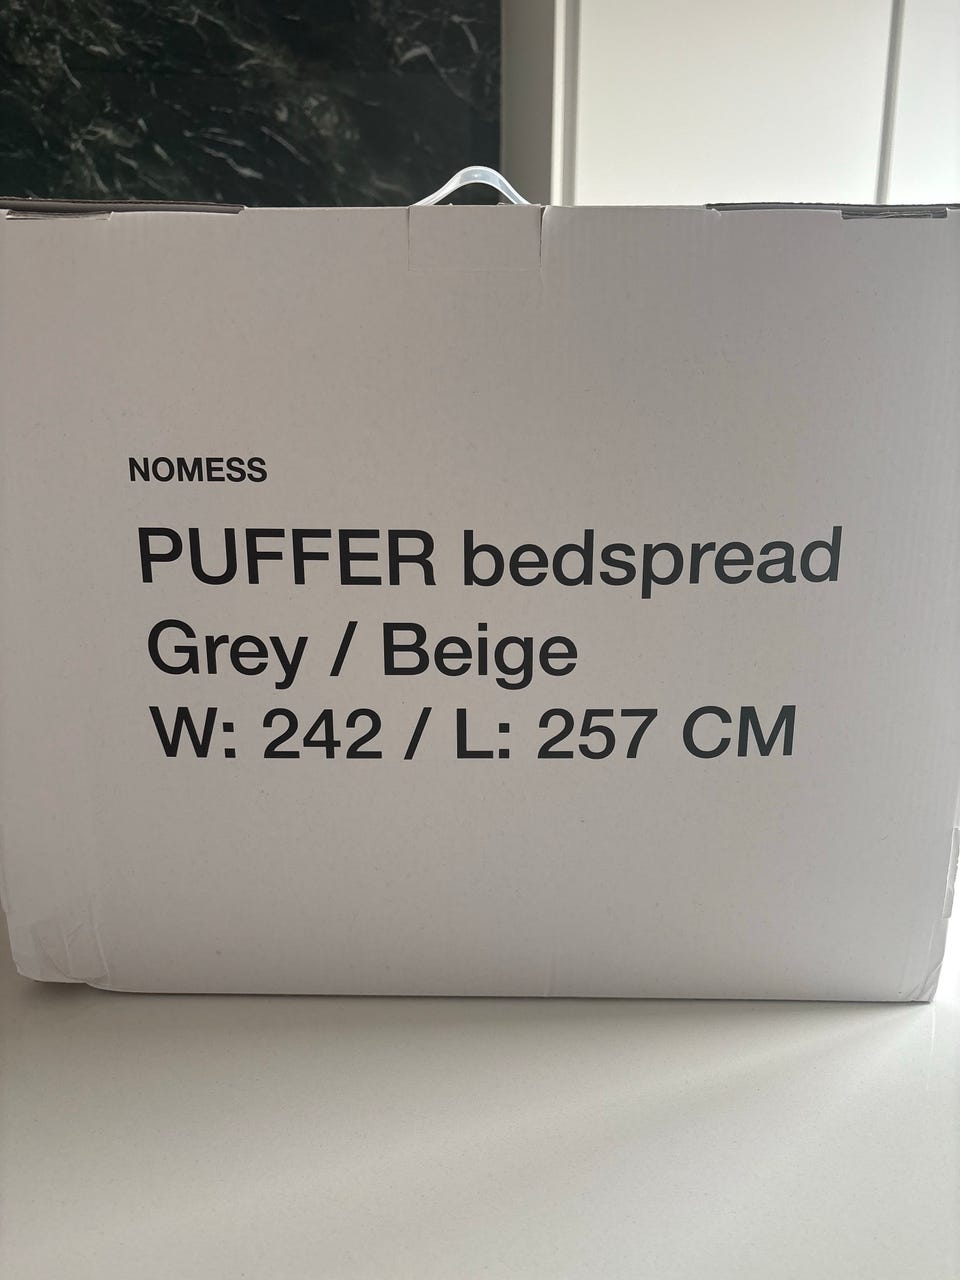 NOMESS
PUFFER bedspread
Grey / Beige
W: 242 / L: 257 CM